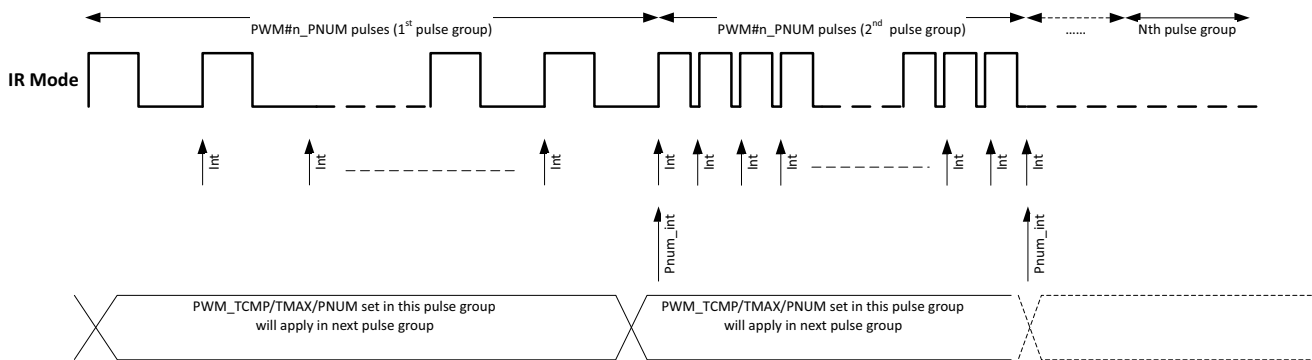 PWM#n_PNUM pulses (1st pulse group)
PWM#n_PNUM pulses (2nd pulse group)
......
Nth pulse group
IR Mode
Int
Int
Int
Int
Int
Int
Int
Int
Int
Int
Pnum_int
Pnum_int
PWM_TCMP/TMAX/PNUM set in this pulse group
will apply in next pulse group
PWM_TCMP/TMAX/PNUM set in this pulse group
will apply in next pulse group